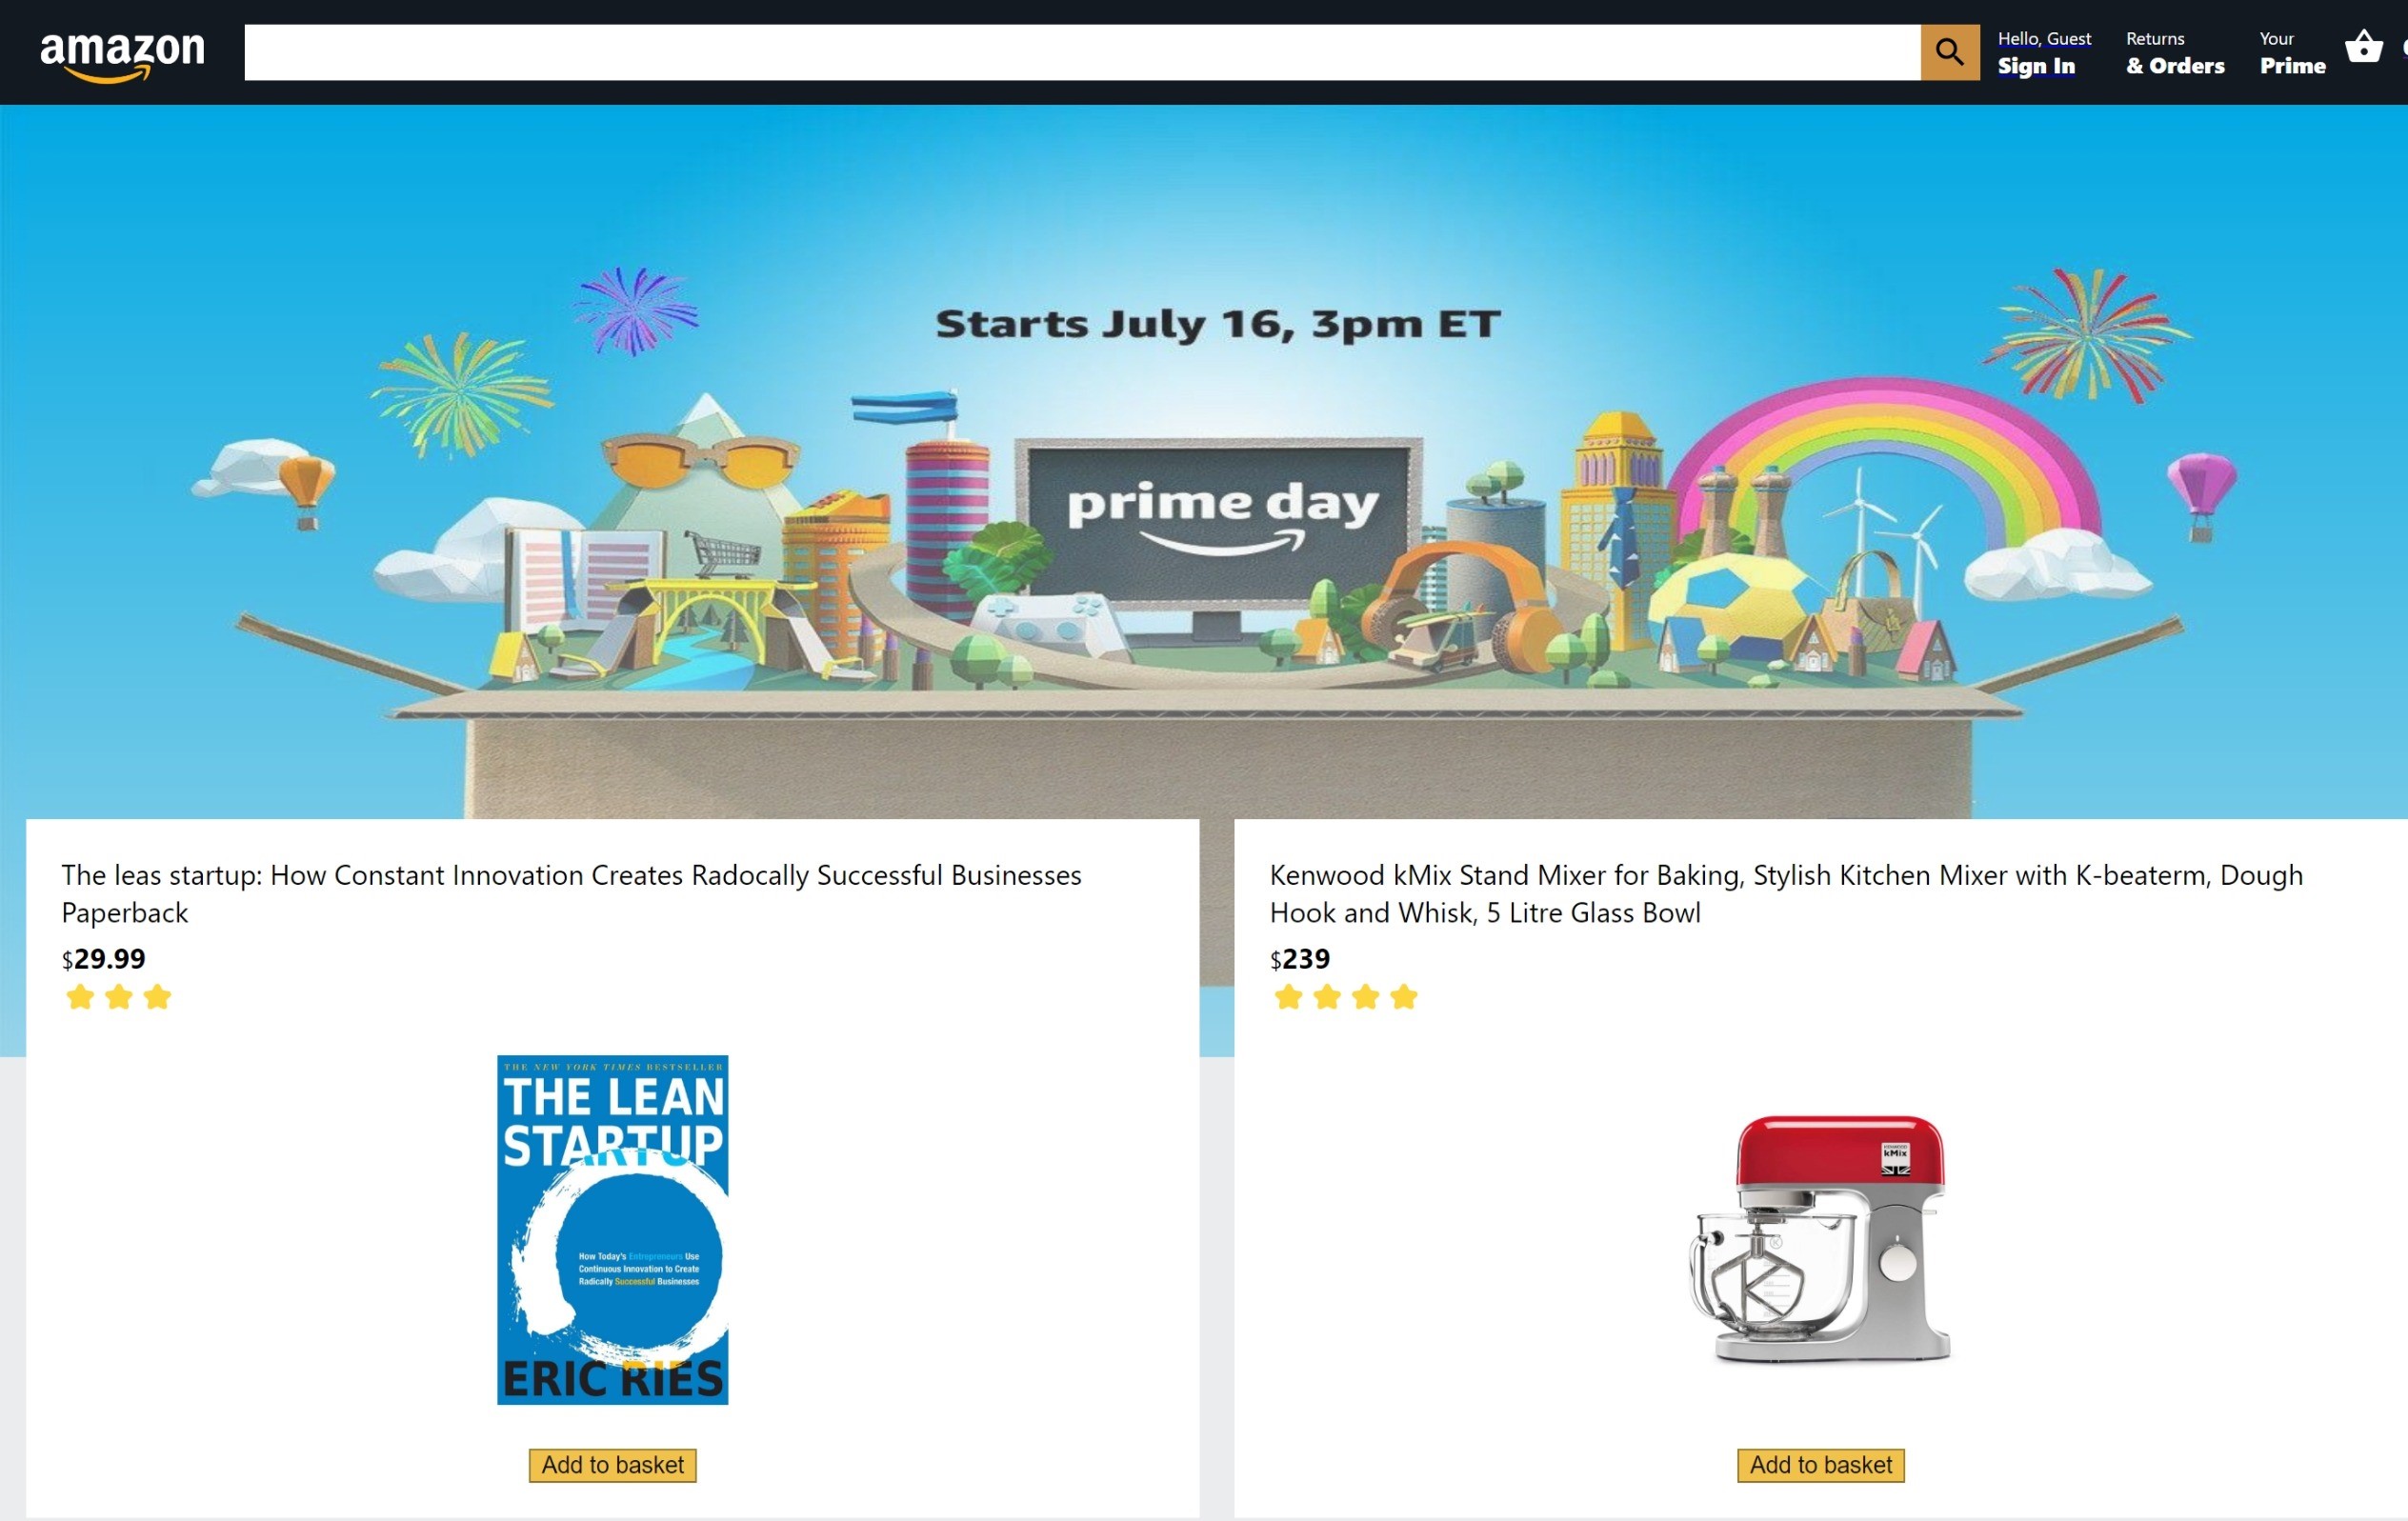 amazon
Hello, Guest
Sign In
Returns
& Orders
Your
Prime
Starts July 16, 3pm ET
prime day
The leas startup: How Constant Innovation Creates Radocally Successful Businesses
Paperback
$29.99
THE NEW YORK TIMES BESTSELLER
THE LEAN
STARTUP
How Today's Entrepreneurs Use
Continuous Innovation to Create
Radically Successful Businesses
ERIC RIES
Add to basket
Kenwood kMix Stand Mixer for Baking, Stylish Kitchen Mixer with K-beaterm, Dough
Hook and Whisk, 5 Litre Glass Bowl
$239
KENWOOD
kMix
Add to basket